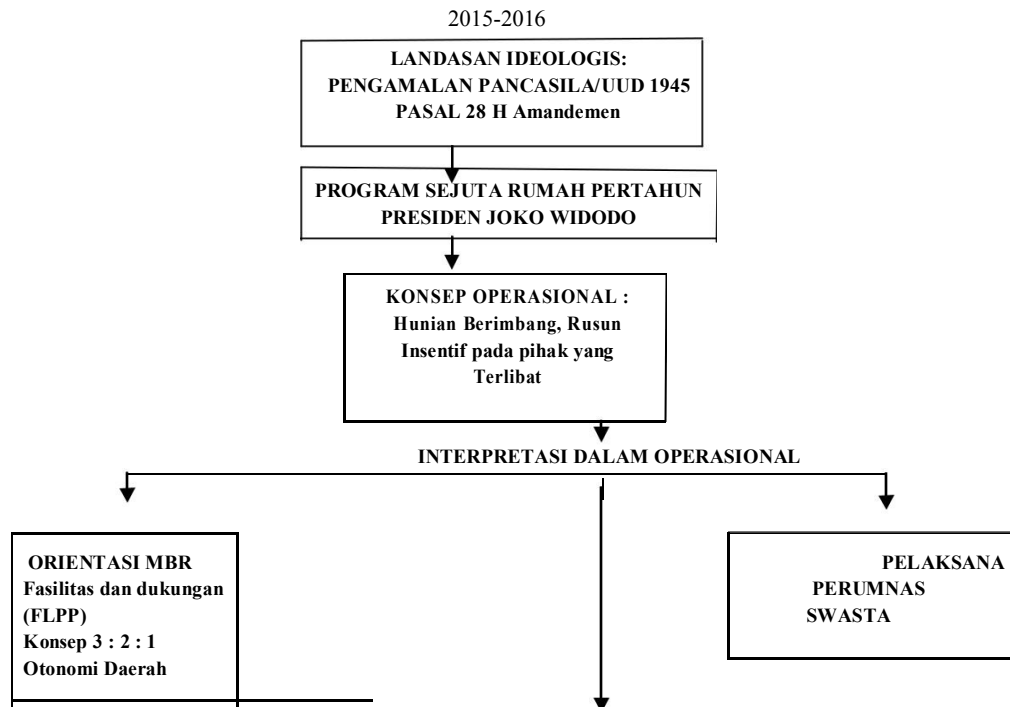 2015-2016
LANDASAN IDEOLOGIS:
PENGAMALAN PANCASILA/UUD 1945
PASAL 28 H Amandemen
PROGRAM SEJUTA RUMAH PERTAHUN
PRESIDEN JOKO WIDODO
KONSEP OPERASIONAL :
Hunian Berimbang, Rusun
Insentif pada pihak yang
Terlibat
INTERPRETASI DALAM OPERASIONAL
ORIENTASI MBR
Fasilitas dan dukungan
(FLPP)
Konsep 3 : 2 : 1
Otonomi Daerah
PELAKSANA
PERUMNAS
SWASTA